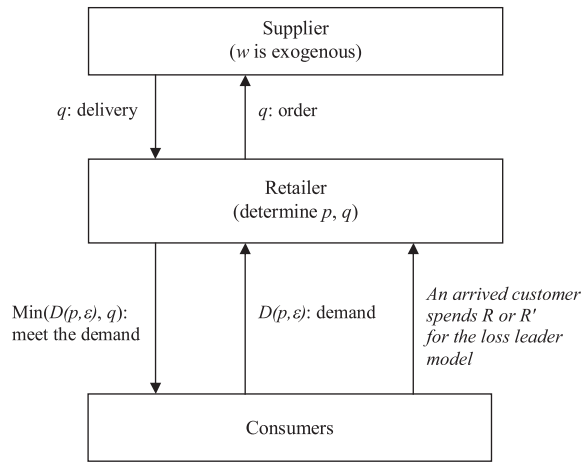 Supplier
(w is exogenous)
q: delivery
q: order
Retailer
(determine p, q)
Min(D(p,ε), q):
meet the demand
D(p,ε): demand
An arrived customer
spends R or R'
for the loss leader
model
Consumers